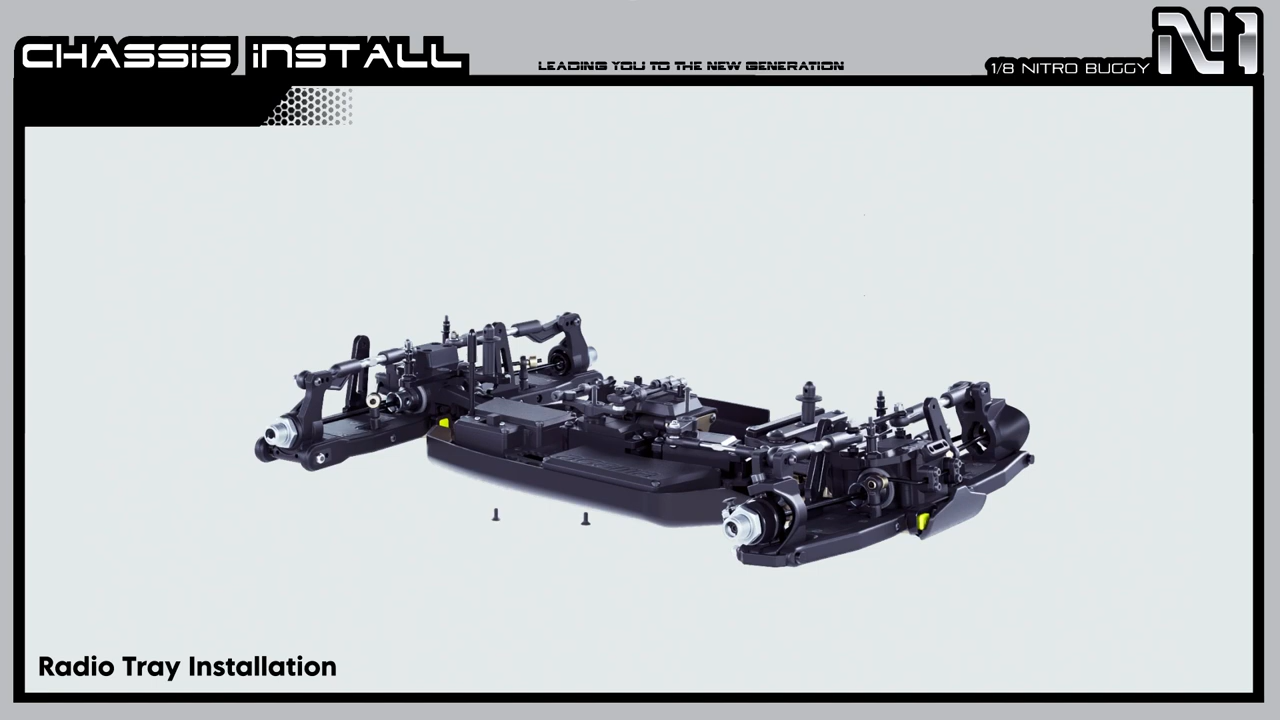 CHASSIS INSTALL
LEADING YOU TO THE NEW GENERATION
1/8 NITRO BUGGY
N1
Radio Tray Installation